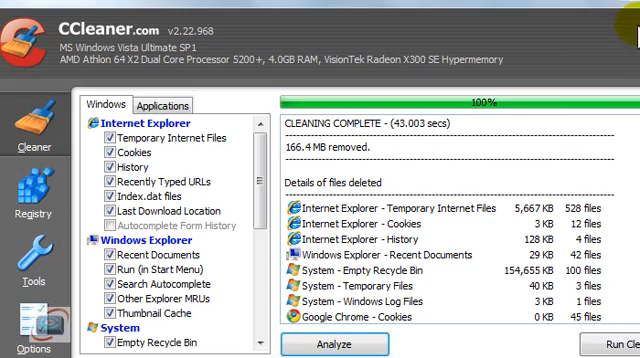 CCleaner.com v2.22.968
MS Windows Vista Ultimate SP1
AMD Athlon 64 X2 Dual Core Processor 5200+, 4.0GB RAM, VisionTek Radeon X300 SE Hypermemory
Cleaner
Registry
Tools
Options
Windows
Applications
Internet Explorer
Temporary Internet Files
Cookies
History
Recently Typed URLs
Index.dat files
Last Download Location
Autocomplete Form History
Windows Explorer
Recent Documents
Run (in Start Menu)
Search Autocomplete
Other Explorer MRUs
Thumbnail Cache
System
Empty Recycle Bin
100%
CLEANING COMPLETE - (43.003 secs)
166.4 MB removed.
Details of files deleted
Internet Explorer - Temporary Internet Files 5,667 KB 528 files
Internet Explorer - Cookies 3 KB 12 files
Internet Explorer - History 128 KB 4 files
Windows Explorer - Recent Documents 29 KB 42 files
System - Empty Recycle Bin 154,655 KB 100 files
System - Temporary Files 40 KB 3 files
System - Windows Log Files 3 KB 1 files
Google Chrome - Cookies 0 KB 45 files
Analyze
Run Cle